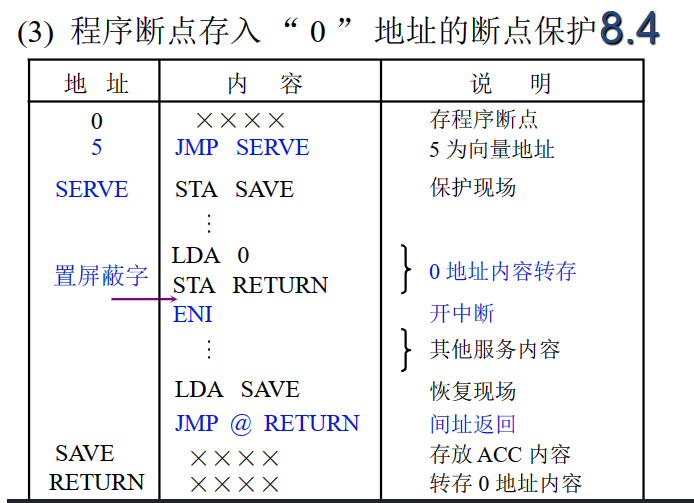 (3) 程序断点存入 “ 0 ” 地址的断点保护 8.4
地 址 内 容 说 明
0 ×××× 存程序断点
5 JMP SERVE 5 为向量地址
SERVE STA SAVE 保护现场
⋮
LDA 0
置屏蔽字 0 地址内容转存
STA RETURN
ENI 开中断
⋮ 其他服务内容
LDA SAVE 恢复现场
JMP @ RETURN 间址返回
SAVE ×××× 存放 ACC 内容
RETURN ×××× 转存 0 地址内容